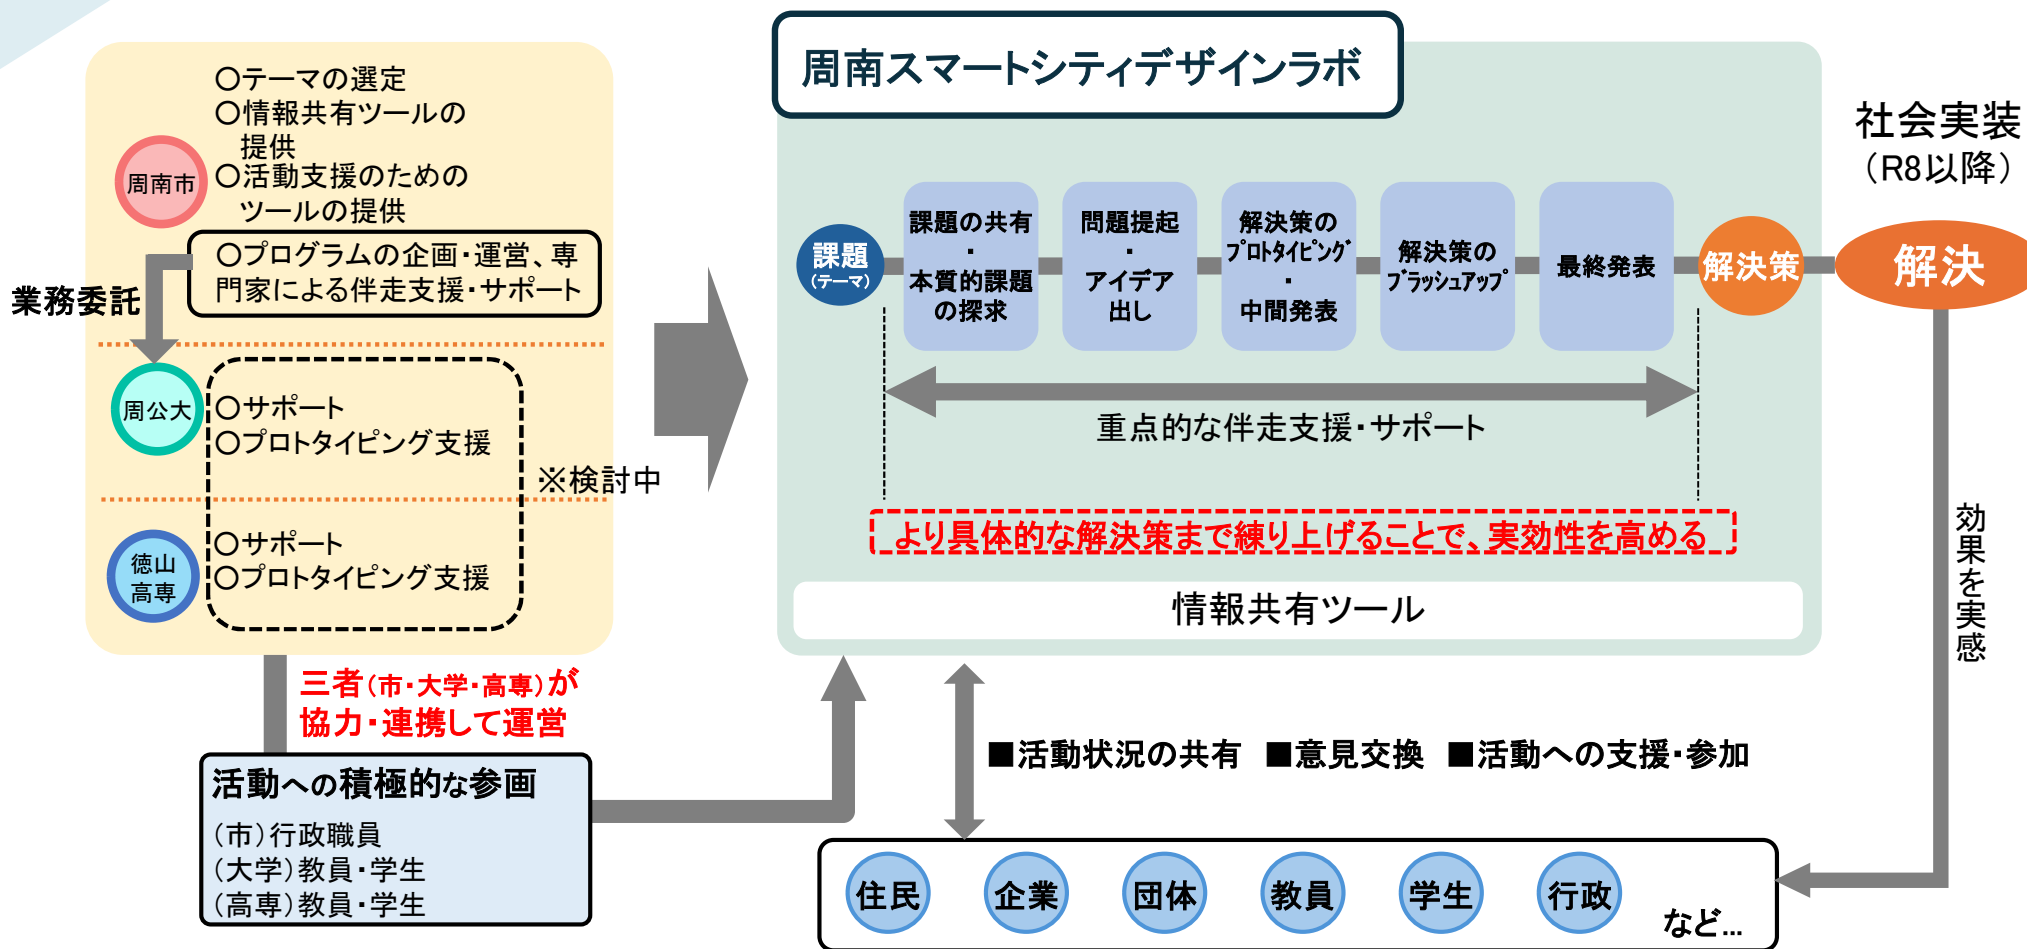 〇テーマの選定
〇情報共有ツールの
提供
〇活動支援のための
ツールの提供
周南市
〇プログラムの企画・運営、専
門家による伴走支援・サポート
業務委託
周公大
〇サポート
〇プロトタイピング支援
※検討中
徳山
高専
〇サポート
〇プロトタイピング支援
三者(市・大学・高専)が
協力・連携して運営
活動への積極的な参画
(市)行政職員
(大学)教員・学生
(高専)教員・学生
周南スマートシティデザインラボ
課題
(テーマ)
課題の共有
・
本質的課題
の探求
問題提起
・
アイデア
出し
解決策の
プロトタイピング
・
中間発表
解決策の
ブラッシュアップ
最終発表
解決策
社会実装
(R8以降)
解決
重点的な伴走支援・サポート
より具体的な解決策まで練り上げることで、実効性を高める
情報共有ツール
効果を実感
■活動状況の共有 ■意見交換 ■活動への支援・参加
住民
企業
団体
教員
学生
行政
など…